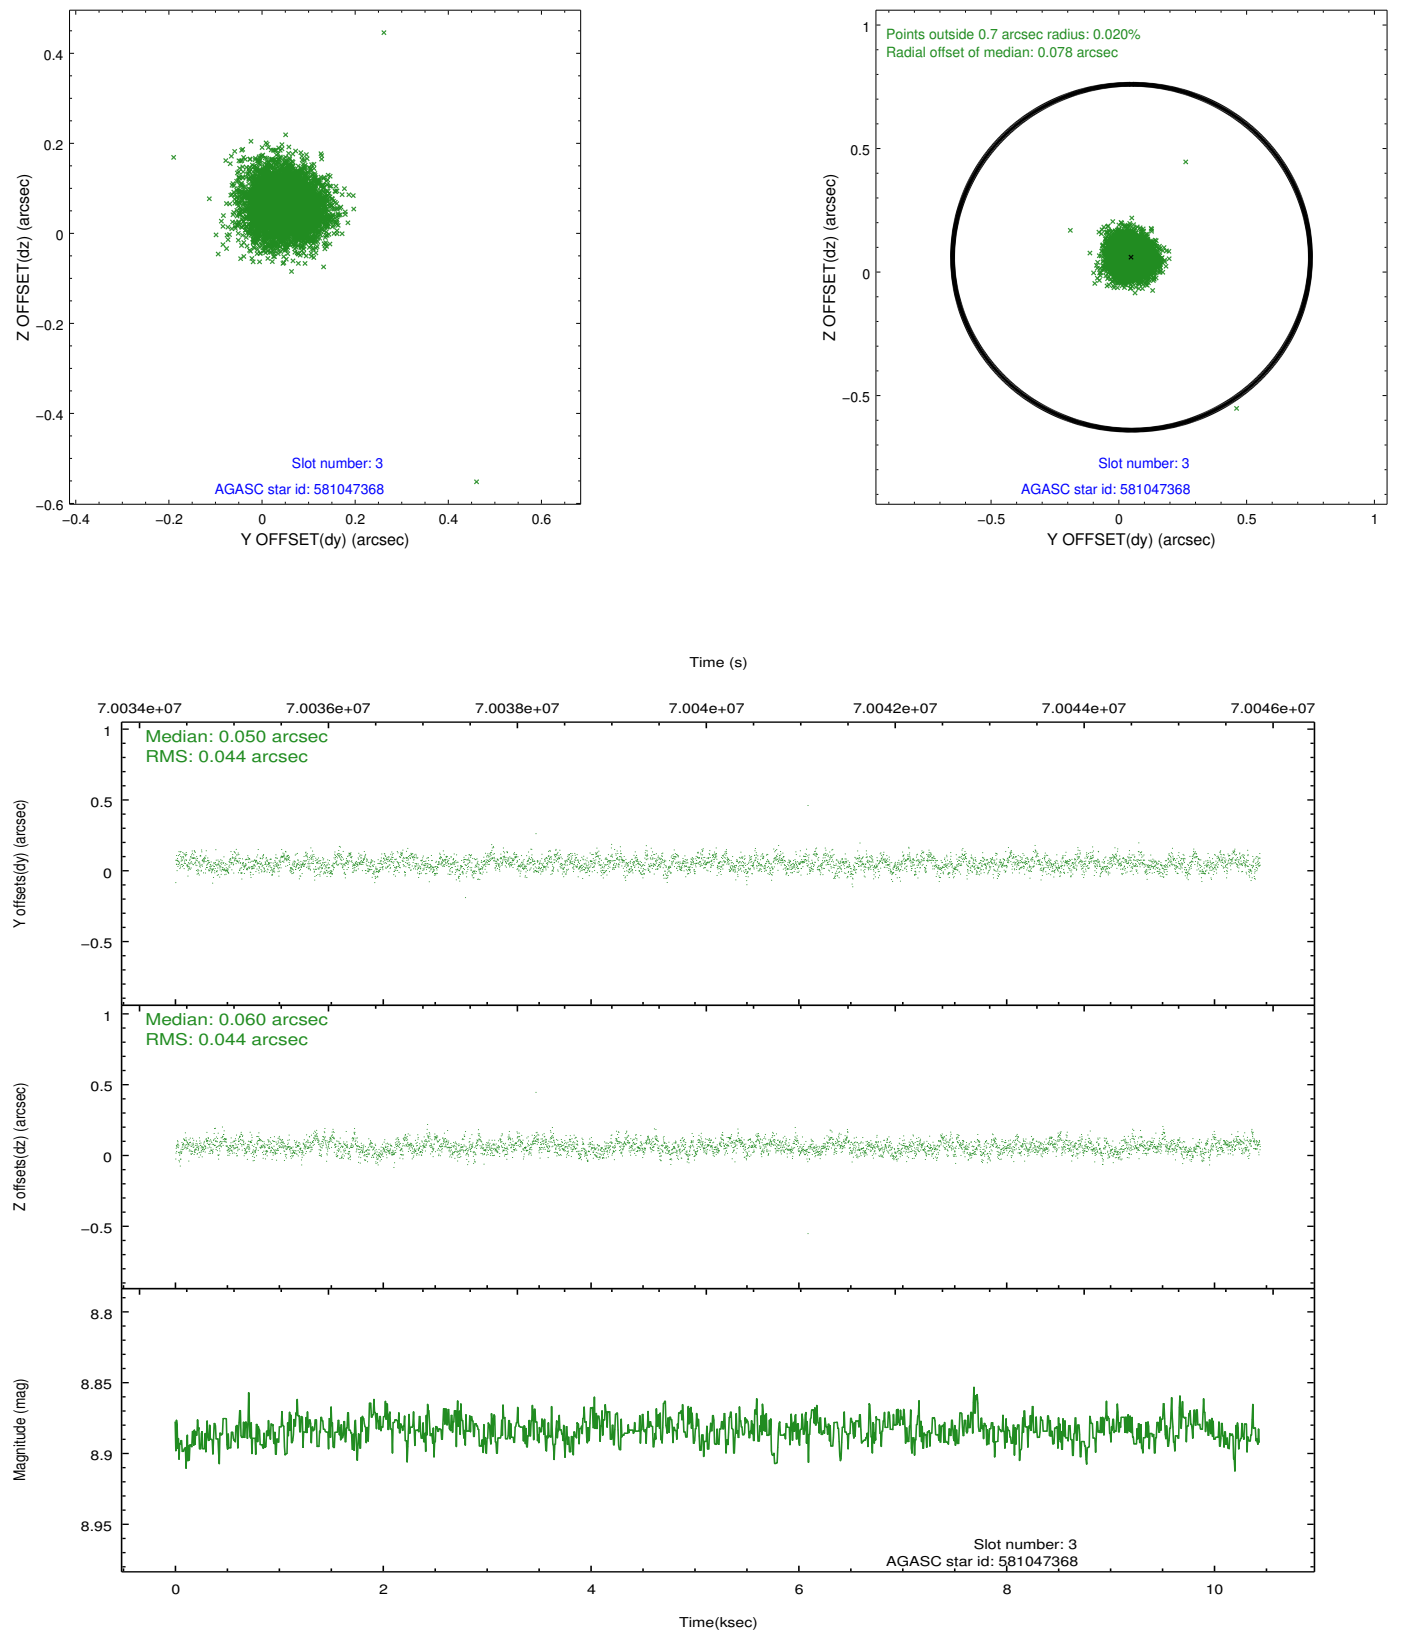 0.4
0.2
0
−0.2
−0.4
−0.6
−0.4 −0.2 0 0.2 0.4 0.6
Z OFFSET(dz) (arcsec)
Y OFFSET(dy) (arcsec)
Slot number: 3
AGASC star id: 581047368
Points outside 0.7 arcsec radius: 0.020%
Radial offset of median: 0.078 arcsec
1
0.5
0
−0.5
−0.5 0 0.5 1
Z OFFSET(dz) (arcsec)
Y OFFSET(dy) (arcsec)
Slot number: 3
AGASC star id: 581047368
Time (s)
7.0034e+07 7.0036e+07 7.0038e+07 7.004e+07 7.0042e+07 7.0044e+07 7.0046e+07
Median: 0.050 arcsec
RMS: 0.044 arcsec
1
0.5
0
−0.5
Y offsets(dy) (arcsec)
Median: 0.060 arcsec
RMS: 0.044 arcsec
1
0.5
0
−0.5
Z offsets(dz) (arcsec)
8.8
8.85
8.9
8.95
Magnitude (mag)
Slot number: 3
AGASC star id: 581047368
0 2 4 6 8 10
Time(ksec)